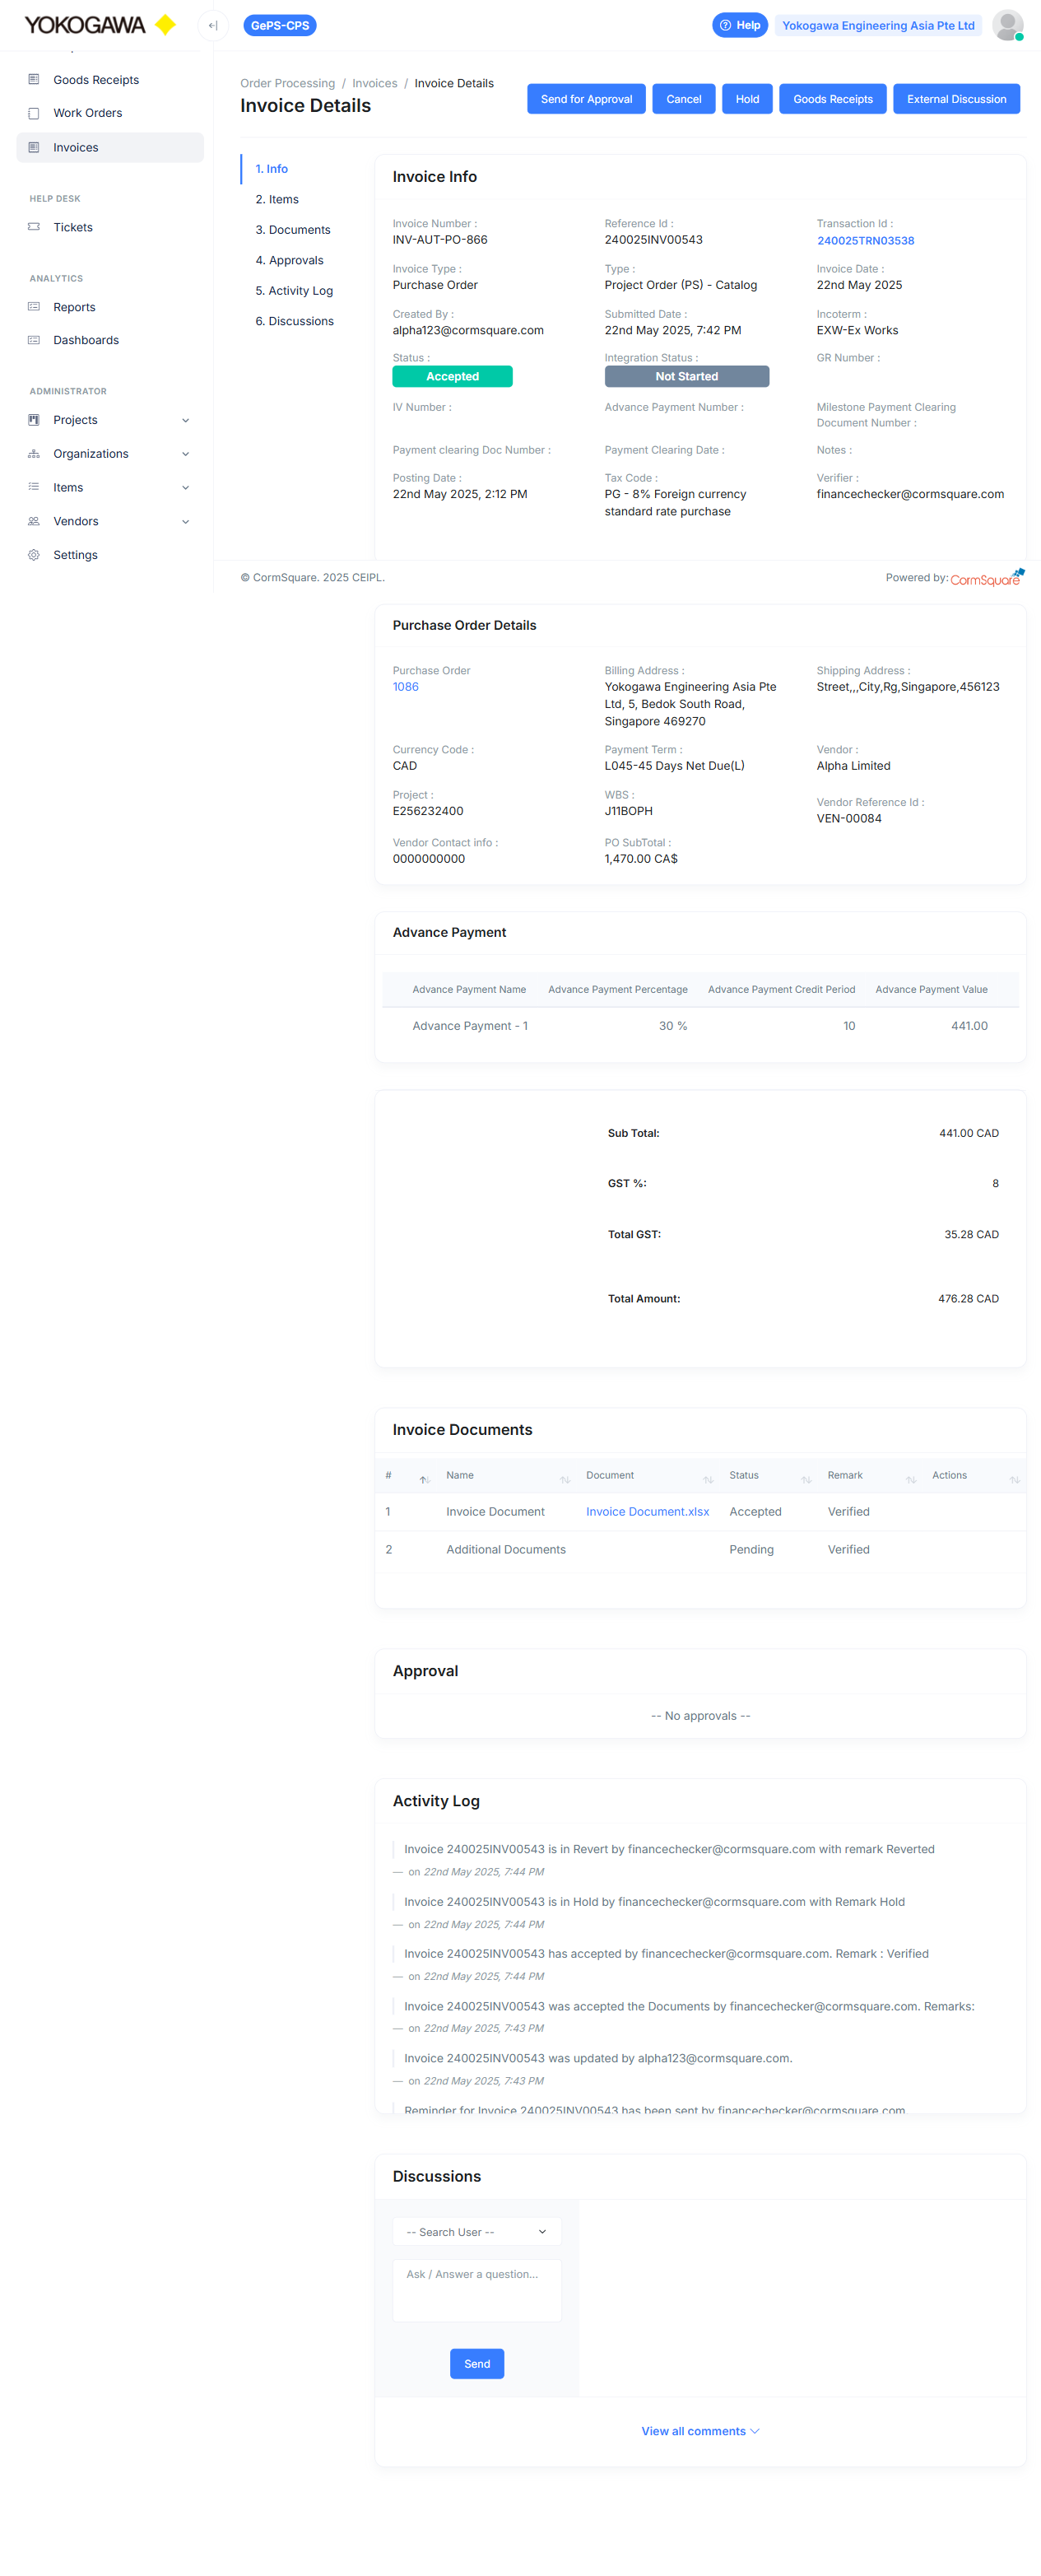 YOKOGAWA
GePS-CPS
Help
Yokogawa Engineering Asia Pte Ltd
Goods Receipts
Work Orders
Invoices
HELP DESK
Tickets
ANALYTICS
Reports
Dashboards
ADMINISTRATOR
Projects
Organizations
Items
Vendors
Settings
Order Processing / Invoices / Invoice Details
Invoice Details
Send for Approval
Cancel
Hold
Goods Receipts
External Discussion
1. Info
2. Items
3. Documents
4. Approvals
5. Activity Log
6. Discussions
Invoice Info
Invoice Number :
INV-AUT-PO-866
Reference Id :
240025INV00543
Transaction Id :
240025TRN03538
Invoice Type :
Purchase Order
Type :
Project Order (PS) - Catalog
Invoice Date :
22nd May 2025
Created By :
alpha123@cormsquare.com
Submitted Date :
22nd May 2025, 7:42 PM
Incoterm :
EXW-Ex Works
Status :
Accepted
Integration Status :
Not Started
GR Number :
IV Number :
Advance Payment Number :
Milestone Payment Clearing
Document Number :
Payment clearing Doc Number :
Payment Clearing Date :
Notes :
Posting Date :
22nd May 2025, 2:12 PM
Tax Code :
PG - 8% Foreign currency
standard rate purchase
Verifier :
financechecker@cormsquare.com
© CormSquare. 2025 CEIPL.
Powered by: CormSquare
Purchase Order Details
Purchase Order
1086
Billing Address :
Yokogawa Engineering Asia Pte
Ltd, 5, Bedok South Road,
Singapore 469270
Shipping Address :
Street,,,City,Rg,Singapore,456123
Currency Code :
CAD
Payment Term :
L045-45 Days Net Due(L)
Vendor :
Alpha Limited
Project :
E256232400
WBS :
J11BOPH
Vendor Reference Id :
VEN-00084
Vendor Contact info :
0000000000
PO SubTotal :
1,470.00 CA$
Advance Payment
Advance Payment Name Advance Payment Percentage Advance Payment Credit Period Advance Payment Value
Advance Payment - 1 30 % 10 441.00
Sub Total: 441.00 CAD
GST %: 8
Total GST: 35.28 CAD
Total Amount: 476.28 CAD
Invoice Documents
# Name Document Status Remark Actions
1 Invoice Document Invoice Document.xlsx Accepted Verified
2 Additional Documents Pending Verified
Approval
-- No approvals --
Activity Log
Invoice 240025INV00543 is in Revert by financechecker@cormsquare.com with remark Reverted
— on 22nd May 2025, 7:44 PM
Invoice 240025INV00543 is in Hold by financechecker@cormsquare.com with Remark Hold
— on 22nd May 2025, 7:44 PM
Invoice 240025INV00543 has accepted by financechecker@cormsquare.com. Remark : Verified
— on 22nd May 2025, 7:44 PM
Invoice 240025INV00543 was accepted the Documents by financechecker@cormsquare.com. Remarks:
— on 22nd May 2025, 7:43 PM
Invoice 240025INV00543 was updated by alpha123@cormsquare.com.
— on 22nd May 2025, 7:43 PM
Reminder for Invoice 240025INV00543 has been sent by financechecker@cormsquare.com.
Discussions
-- Search User --
Ask / Answer a question...
Send
View all comments